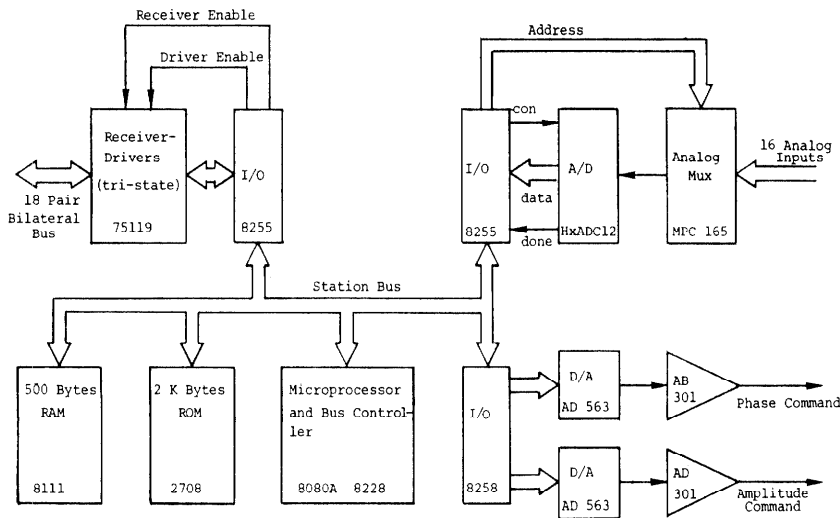 Receiver Enable
Driver Enable
Receiver-
Drivers
(tri-state)
75119
I/O
8255
18 Pair
Bilateral
Bus
Address
con
I/O
data
8255
done
A/D
HxADC12
Analog
Mux
MPC 165
16 Analog
Inputs
Station Bus
500 Bytes
RAM
8111
2 K Bytes
ROM
2708
Microprocessor
and Bus Control-
ler
8080A 8228
I/O
8258
D/A
AD 563
AB
301
Phase Command
D/A
AD 563
AD
301
Amplitude
Command